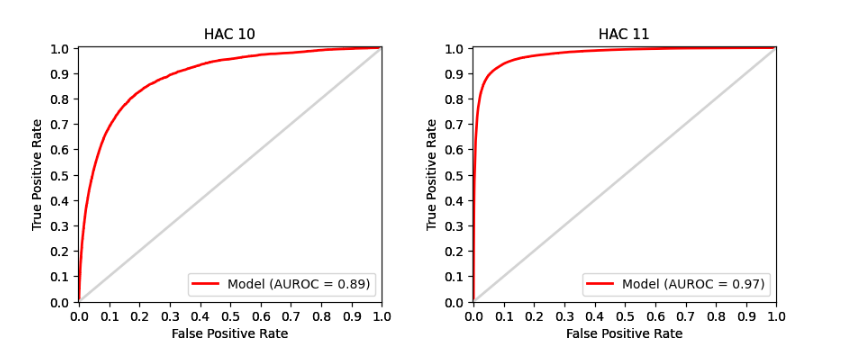 HAC 10
True Positive Rate
1.0
0.9
0.8
0.7
0.6
0.5
0.4
0.3
0.2
0.1
0.0
Model (AUROC = 0.89)
0.0 0.1 0.2 0.3 0.4 0.5 0.6 0.7 0.8 0.9 1.0
False Positive Rate
HAC 11
True Positive Rate
1.0
0.9
0.8
0.7
0.6
0.5
0.4
0.3
0.2
0.1
0.0
Model (AUROC = 0.97)
0.0 0.1 0.2 0.3 0.4 0.5 0.6 0.7 0.8 0.9 1.0
False Positive Rate